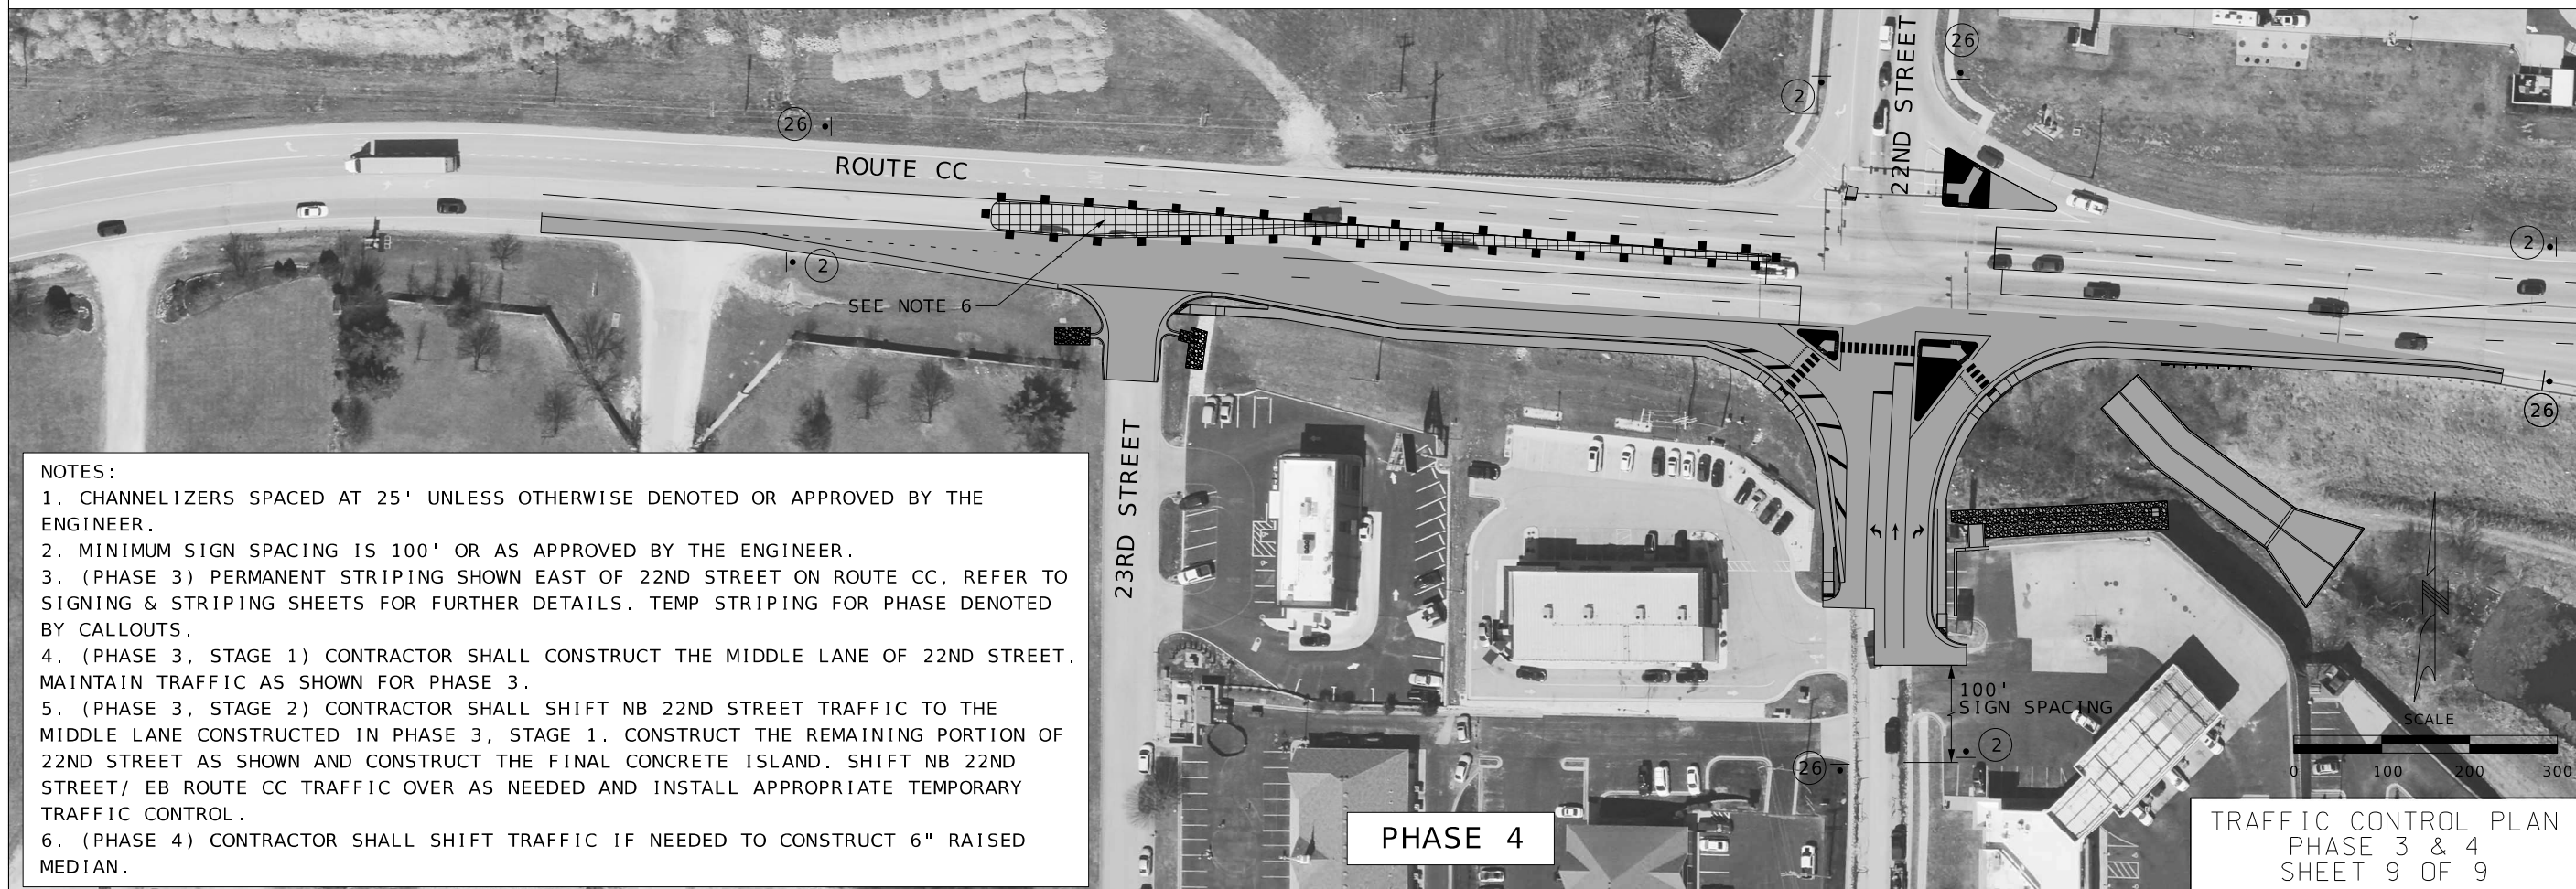 22ND STREET
26
2
26
ROUTE CC
2
2
SEE NOTE 6
26
23RD STREET
NOTES:
1. CHANNELIZERS SPACED AT 25' UNLESS OTHERWISE DENOTED OR APPROVED BY THE
ENGINEER.
2. MINIMUM SIGN SPACING IS 100' OR AS APPROVED BY THE ENGINEER.
3. (PHASE 3) PERMANENT STRIPING SHOWN EAST OF 22ND STREET ON ROUTE CC, REFER TO
SIGNING & STRIPING SHEETS FOR FURTHER DETAILS. TEMP STRIPING FOR PHASE DENOTED
BY CALLOUTS.
4. (PHASE 3, STAGE 1) CONTRACTOR SHALL CONSTRUCT THE MIDDLE LANE OF 22ND STREET.
MAINTAIN TRAFFIC AS SHOWN FOR PHASE 3.
5. (PHASE 3, STAGE 2) CONTRACTOR SHALL SHIFT NB 22ND STREET TRAFFIC TO THE
MIDDLE LANE CONSTRUCTED IN PHASE 3, STAGE 1. CONSTRUCT THE REMAINING PORTION OF
22ND STREET AS SHOWN AND CONSTRUCT THE FINAL CONCRETE ISLAND. SHIFT NB 22ND
STREET/ EB ROUTE CC TRAFFIC OVER AS NEEDED AND INSTALL APPROPRIATE TEMPORARY
TRAFFIC CONTROL.
6. (PHASE 4) CONTRACTOR SHALL SHIFT TRAFFIC IF NEEDED TO CONSTRUCT 6" RAISED
MEDIAN.
100'
SIGN SPACING
2
26
SCALE
0 100 200 300
PHASE 4
TRAFFIC CONTROL PLAN
PHASE 3 & 4
SHEET 9 OF 9